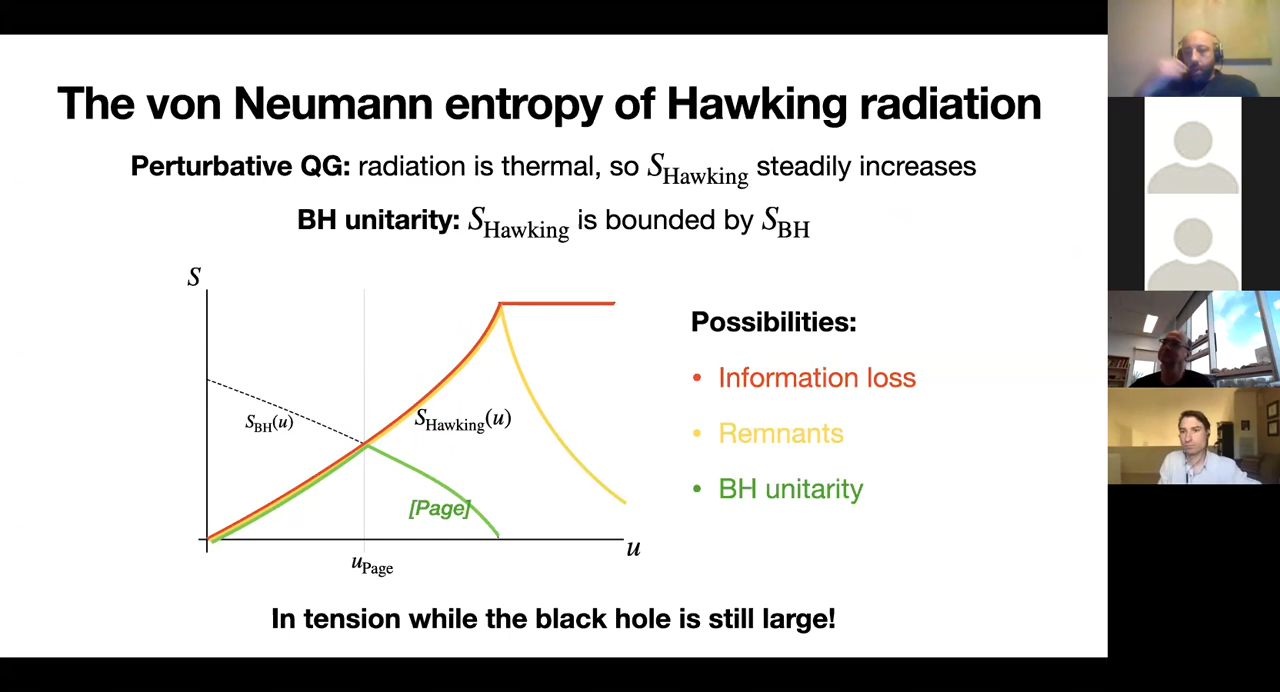 The von Neumann entropy of Hawking radiation
Perturbative QG: radiation is thermal, so S_Hawking steadily increases
BH unitarity: S_Hawking is bounded by S_BH
S
S_BH(u)
S_Hawking(u)
[Page]
u_Page
u
Possibilities:
• Information loss
• Remnants
• BH unitarity
In tension while the black hole is still large!